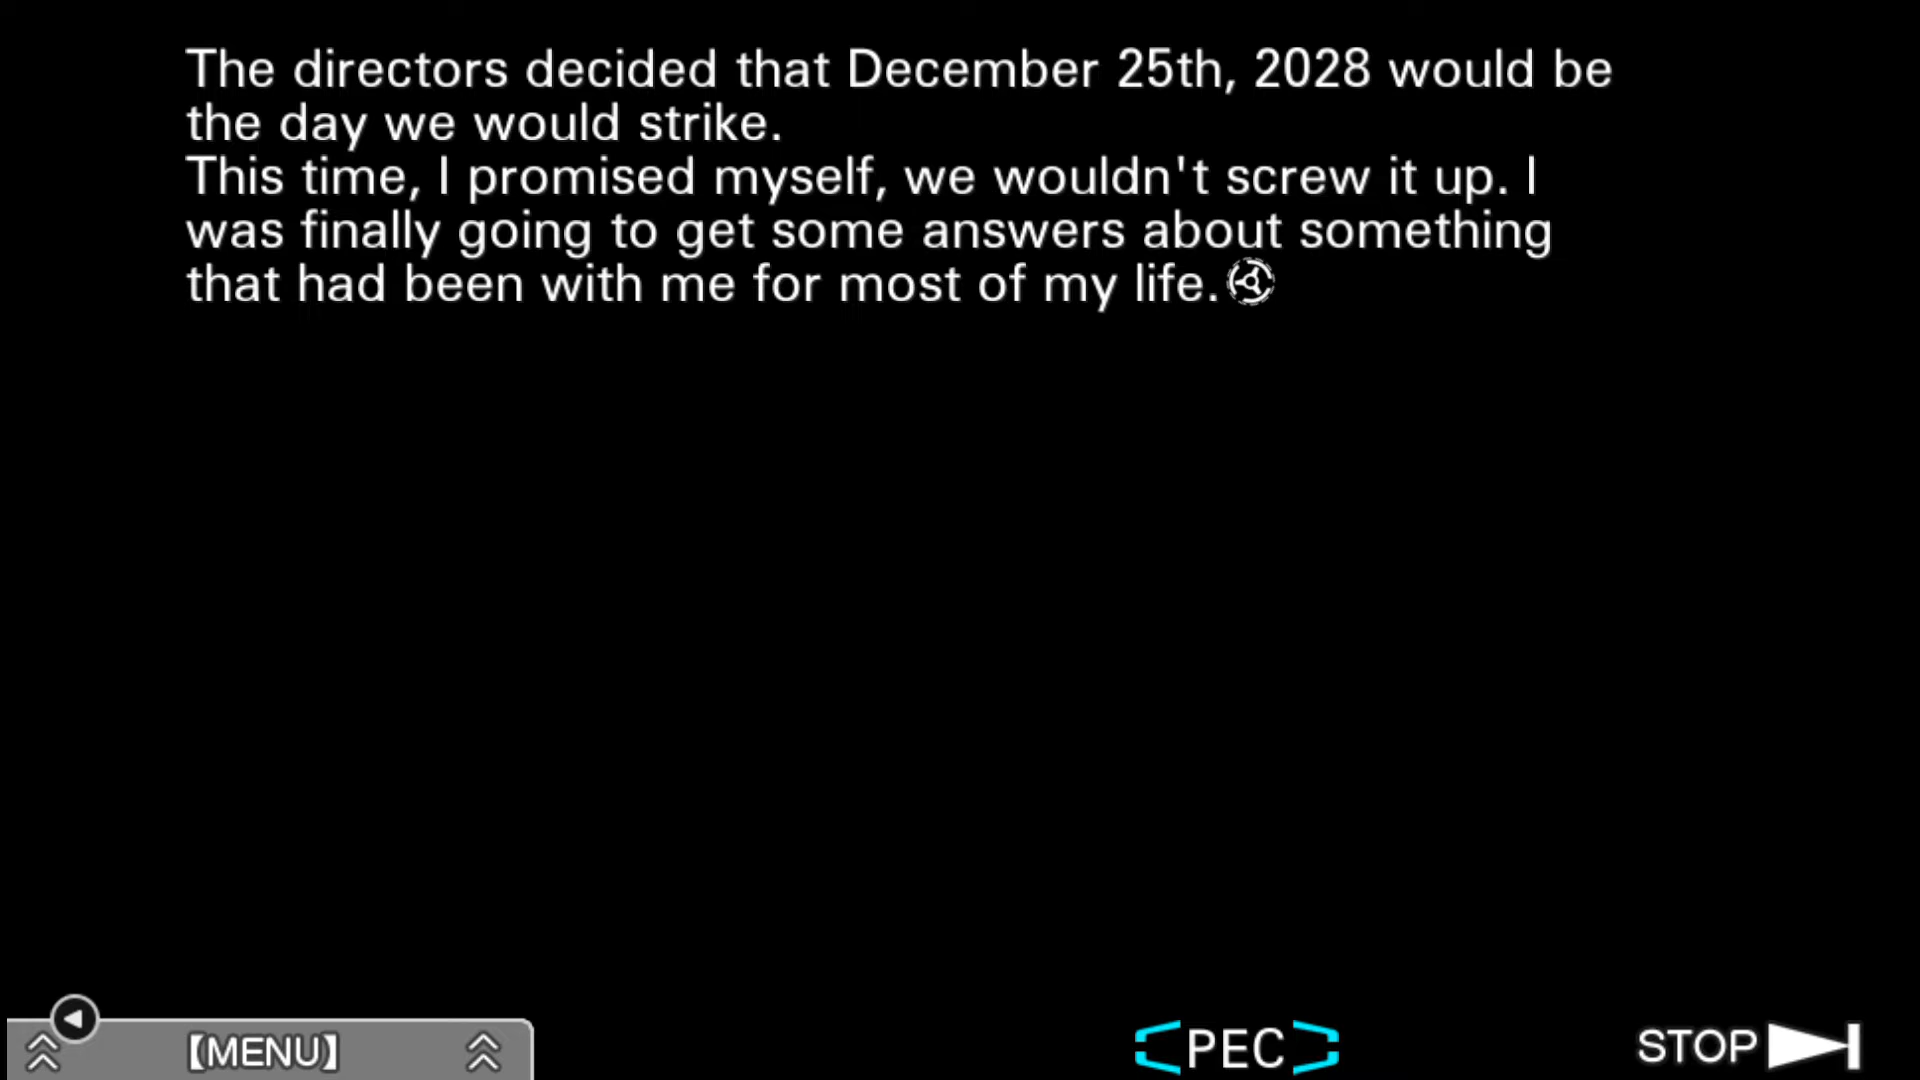 The directors decided that December 25th, 2028 would be
the day we would strike.
This time, I promised myself, we wouldn't screw it up. I
was finally going to get some answers about something
that had been with me for most of my life.
【MENU】
PEC
STOP